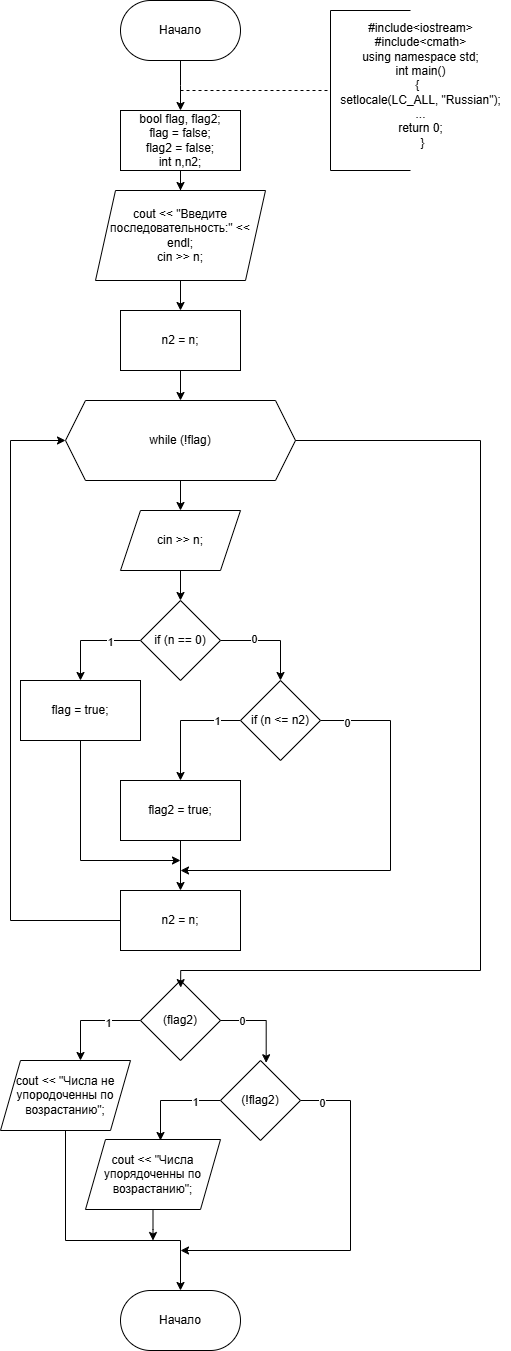 Начало
#include<iostream>
#include<cmath>
using namespace std;
int main()
{
setlocale(LC_ALL, "Russian");
...
return 0;
}
bool flag, flag2;
flag = false;
flag2 = false;
int n,n2;
cout << "Введите
последовательность:" <<
endl;
cin >> n;
n2 = n;
while (!flag)
cin >> n;
if (n == 0)
1
0
flag = true;
if (n <= n2)
1
0
flag2 = true;
n2 = n;
(flag2)
1
0
cout << "Числа не
упородоченны по
возрастанию";
(!flag2)
1
0
cout << "Числа
упорядоченны по
возрастанию";
Начало